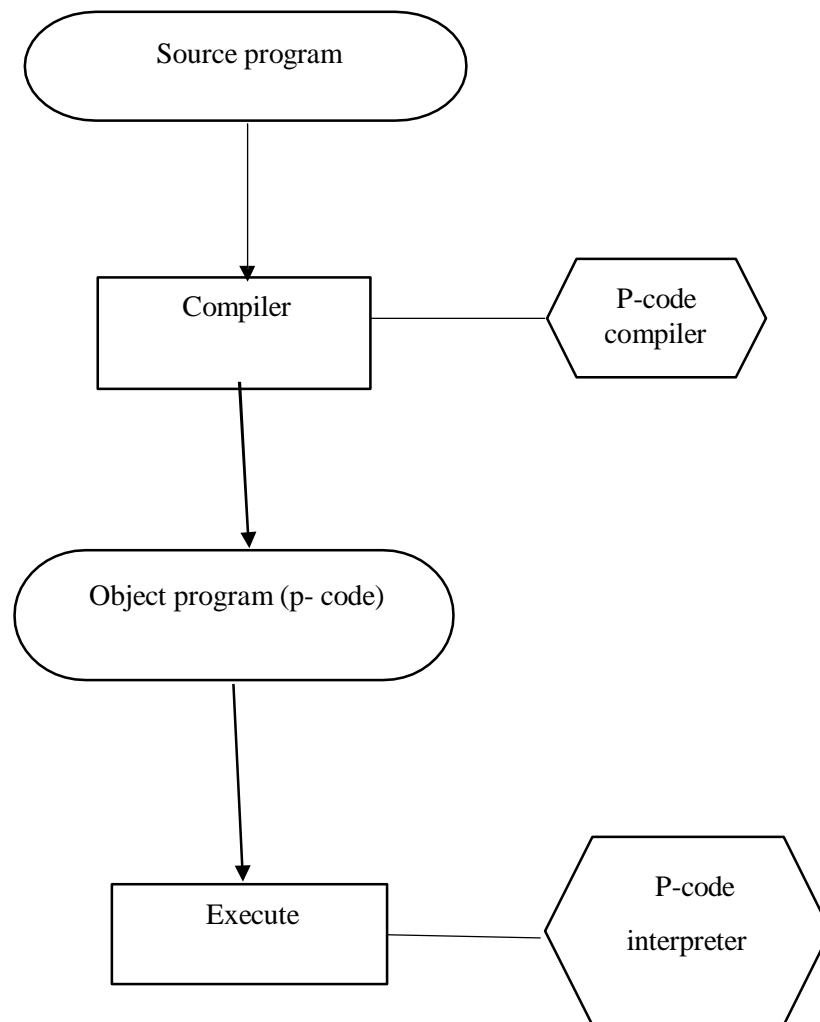 Source program
Compiler
P-code
compiler
Object program (p- code)
Execute
P-code
interpreter